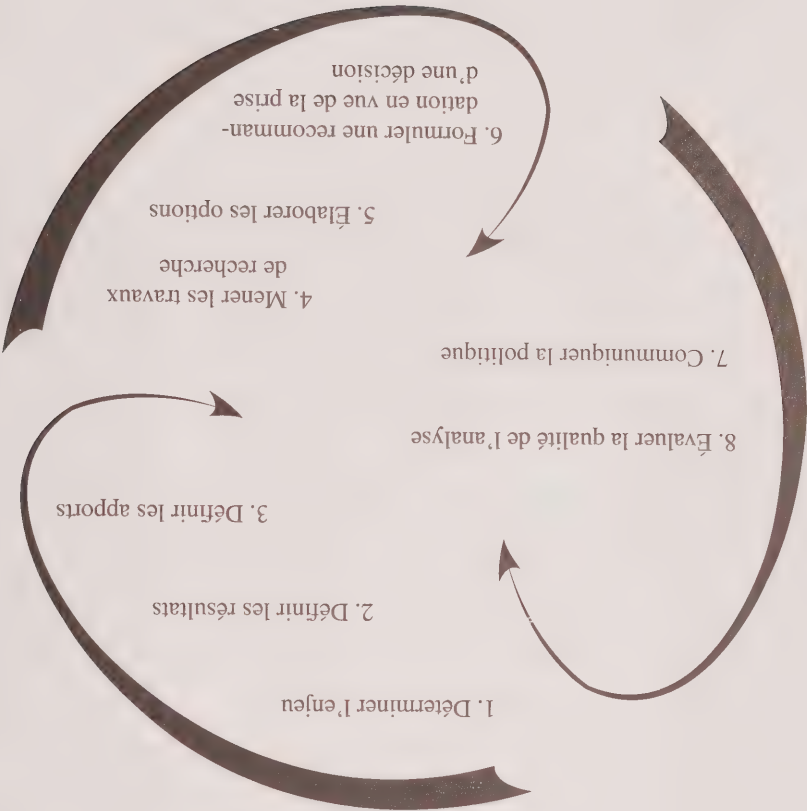 1. Déterminer l'enjeu
2. Définir les résultats
3. Définir les apports
4. Mener les travaux
de recherche
5. Élaborer les options
6. Formuler une recomman-
dation en vue de la prise
d'une décision
7. Communiquer la politique
8. Évaluer la qualité de l'analyse